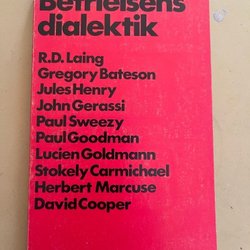 Befrielsens
dialektik
R.D. Laing
Gregory Bateson
Jules Henry
John Gerassi
Paul Sweezy
Paul Goodman
Lucien Goldmann
Stokely Carmichael
Herbert Marcuse
David Cooper